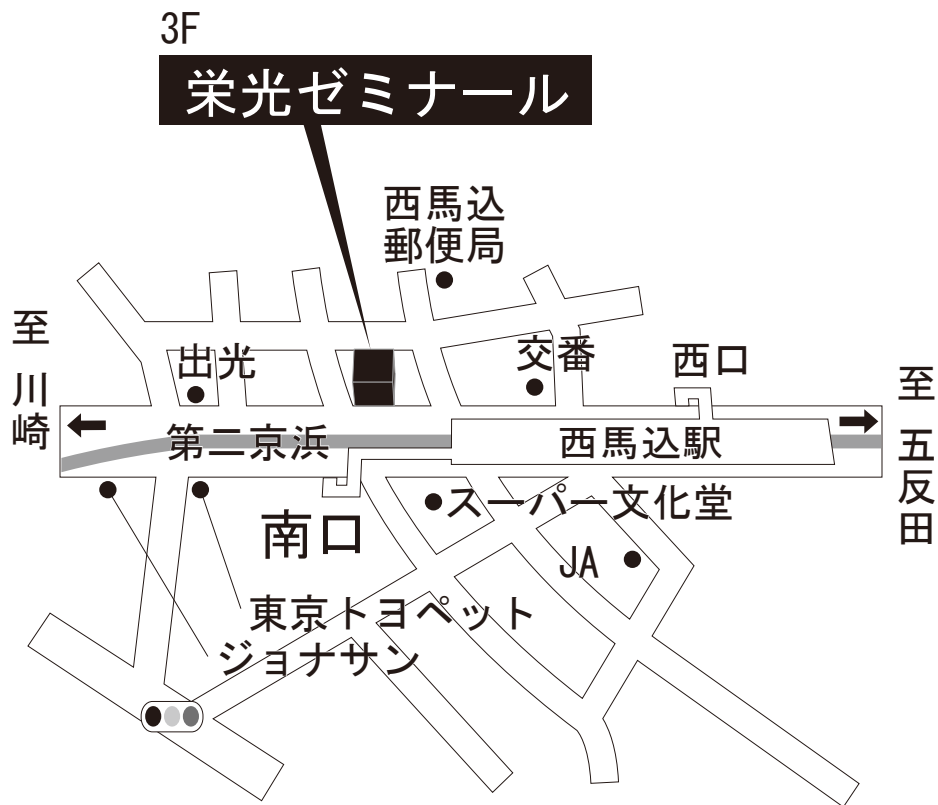 3F
栄光ゼミナール
西馬込
郵便局
至 川崎
出光
交番
西口
至 五反田
第二京浜
西馬込駅
南口
スーパー文化堂
JA
東京トヨペット
ジョナサン